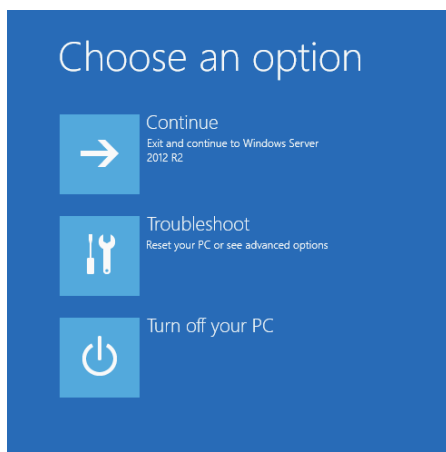 Choose an option
Continue
Exit and continue to Windows Server
2012 R2
Troubleshoot
Reset your PC or see advanced options
Turn off your PC